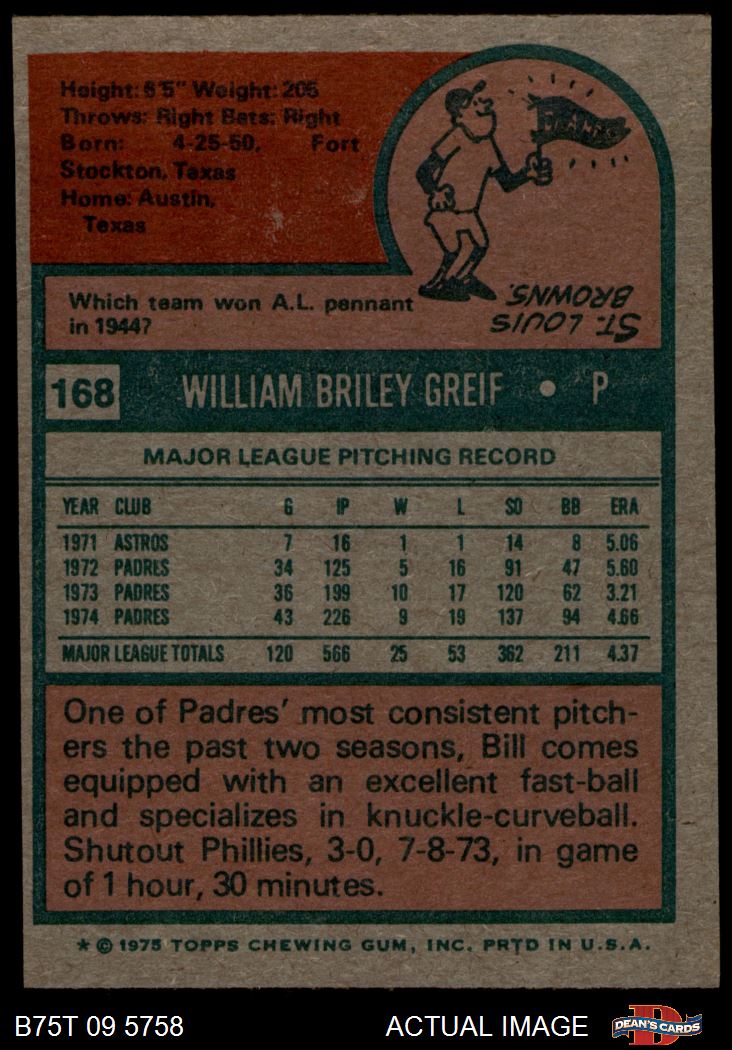 Height: 6'5" Weight: 205
Throws: Right Bats: Right
Born: 4-25-50, Fort
Stockton, Texas
Home: Austin,
Texas
Which team won A.L. pennant
in 1944?
ST. LOUIS
BROWNS.
168 WILLIAM BRILEY GREIF • P
MAJOR LEAGUE PITCHING RECORD
YEAR CLUB G IP W L SO BB ERA
1971 ASTROS 7 16 1 1 14 8 5.06
1972 PADRES 34 125 5 16 91 47 5.60
1973 PADRES 36 199 10 17 120 62 3.21
1974 PADRES 43 226 9 19 137 94 4.66
MAJOR LEAGUE TOTALS 120 566 25 53 362 211 4.37
One of Padres' most consistent pitch-
ers the past two seasons, Bill comes
equipped with an excellent fast-ball
and specializes in knuckle-curveball.
Shutout Phillies, 3-0, 7-8-73, in game
of 1 hour, 30 minutes.
* © 1975 TOPPS CHEWING GUM, INC. PRTD IN U.S.A.
B75T 09 5758 ACTUAL IMAGE DEAN'S CARDS